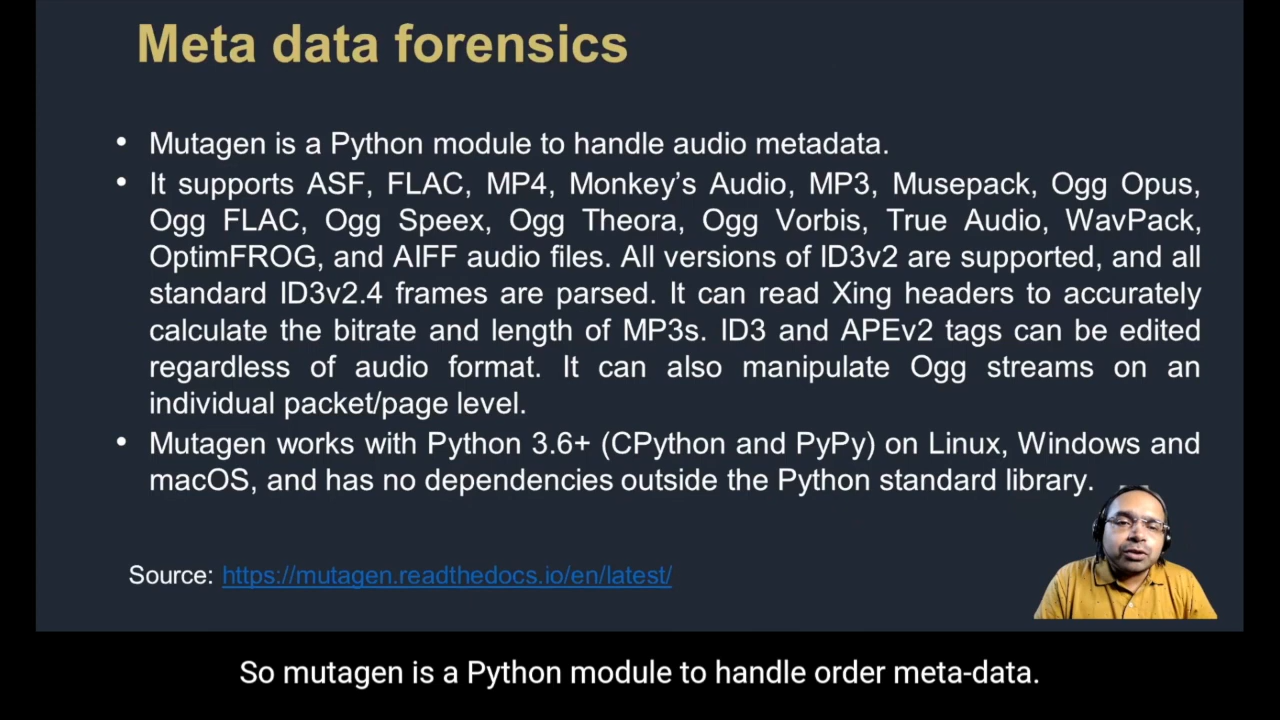 Meta data forensics
• Mutagen is a Python module to handle audio metadata.
• It supports ASF, FLAC, MP4, Monkey's Audio, MP3, Musepack, Ogg Opus,
Ogg FLAC, Ogg Speex, Ogg Theora, Ogg Vorbis, True Audio, WavPack,
OptimFROG, and AIFF audio files. All versions of ID3v2 are supported, and all
standard ID3v2.4 frames are parsed. It can read Xing headers to accurately
calculate the bitrate and length of MP3s. ID3 and APEv2 tags can be edited
regardless of audio format. It can also manipulate Ogg streams on an
individual packet/page level.
• Mutagen works with Python 3.6+ (CPython and PyPy) on Linux, Windows and
macOS, and has no dependencies outside the Python standard library.
Source: https://mutagen.readthedocs.io/en/latest/
So mutagen is a Python module to handle order meta-data.